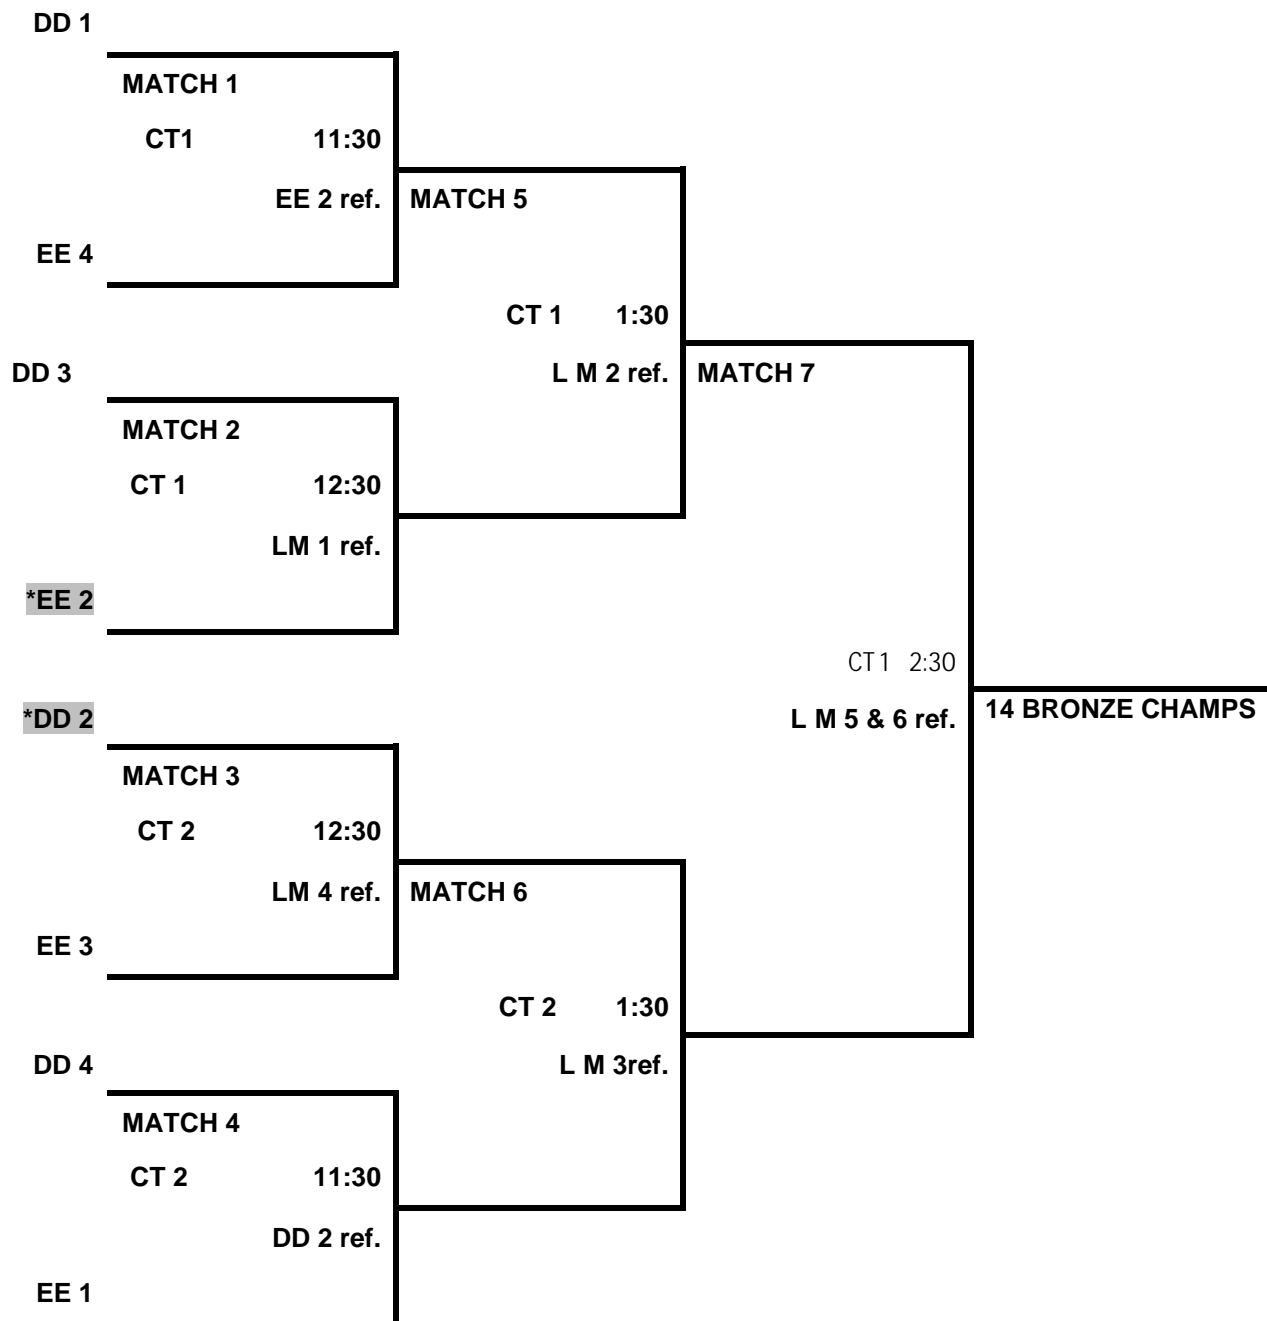 DD 1
MATCH 1
CT1 11:30
EE 2 ref.
MATCH 5
EE 4
CT 1 1:30
DD 3
L M 2 ref.
MATCH 7
MATCH 2
CT 1 12:30
LM 1 ref.
*EE 2
CT1 2:30
*DD 2
L M 5 & 6 ref.
14 BRONZE CHAMPS
MATCH 3
CT 2 12:30
LM 4 ref.
MATCH 6
EE 3
CT 2 1:30
DD 4
L M 3ref.
MATCH 4
CT 2 11:30
DD 2 ref.
EE 1